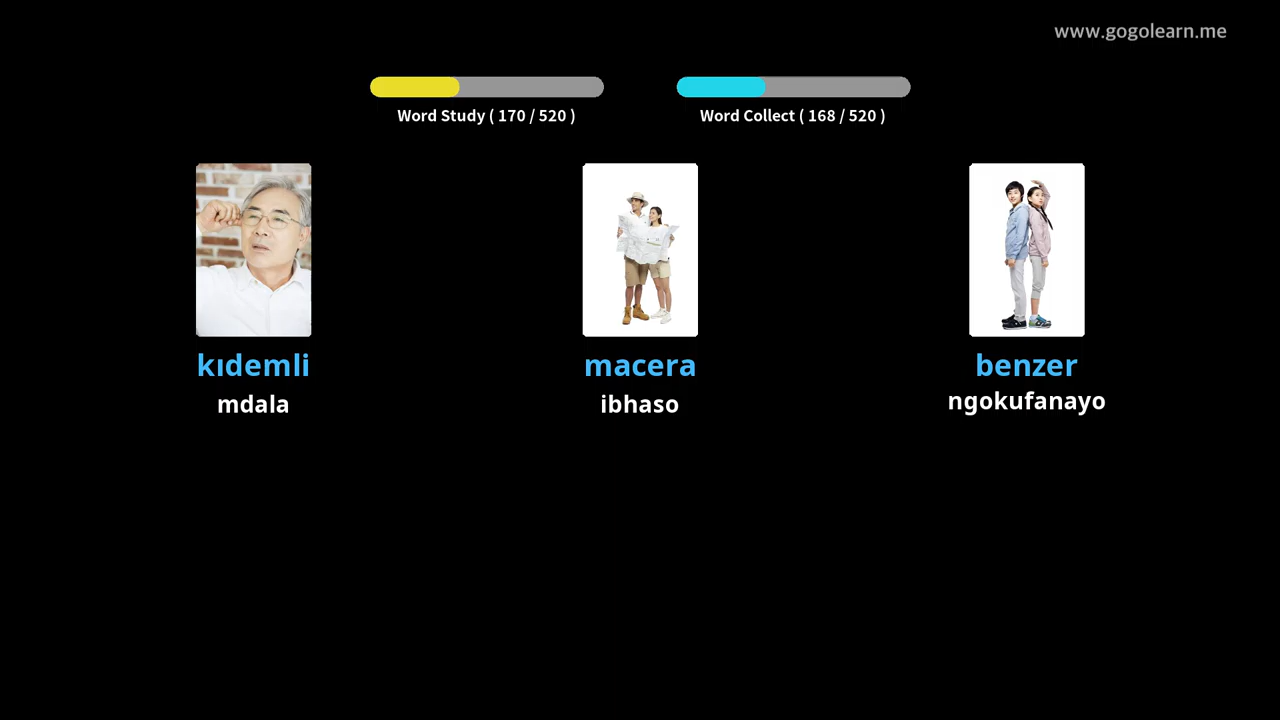 www.gogolearn.me
Word Study ( 170 / 520 )
Word Collect ( 168 / 520 )
kıdemli
mdala
macera
ibhaso
benzer
ngokufanayo